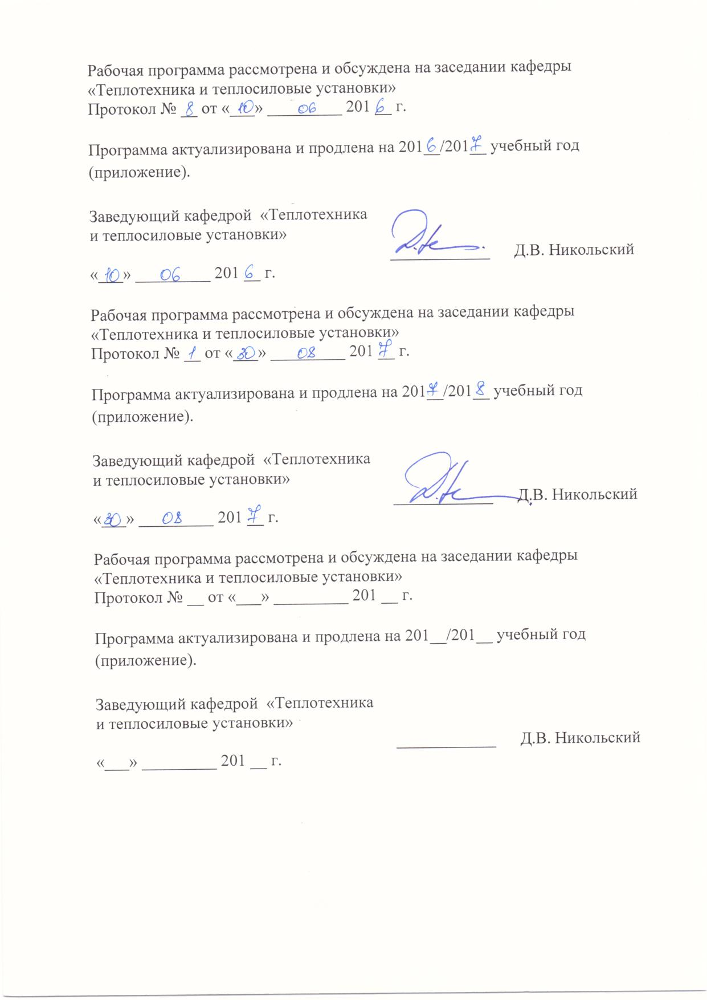 Рабочая программа рассмотрена и обсуждена на заседании кафедры
«Теплотехника и теплосиловые установки»
Протокол № 8 от «10» 06 2016 г.
Программа актуализирована и продлена на 2016/2017 учебный год
(приложение).
Заведующий кафедрой «Теплотехника
и теплосиловые установки»
Д.В. Никольский
«10» 06 2016 г.
Рабочая программа рассмотрена и обсуждена на заседании кафедры
«Теплотехника и теплосиловые установки»
Протокол № 1 от «30» 08 2017 г.
Программа актуализирована и продлена на 2017/2018 учебный год
(приложение).
Заведующий кафедрой «Теплотехника
и теплосиловые установки»
Д.В. Никольский
«30» 08 2017 г.
Рабочая программа рассмотрена и обсуждена на заседании кафедры
«Теплотехника и теплосиловые установки»
Протокол № __ от «___» _________ 201 __ г.
Программа актуализирована и продлена на 201__/201__ учебный год
(приложение).
Заведующий кафедрой «Теплотехника
и теплосиловые установки»
____________ Д.В. Никольский
«___» _________ 201 __ г.